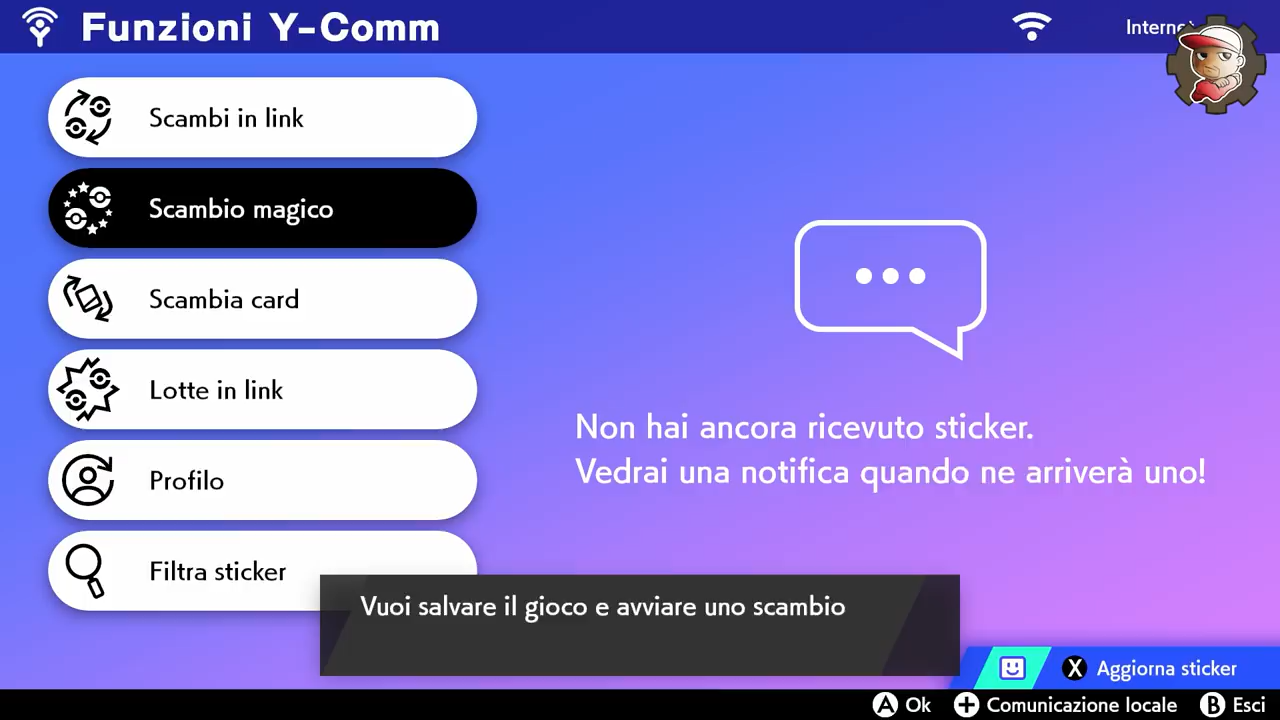 Funzioni Y-Comm
Scambi in link
Scambio magico
Scambia card
Lotte in link
Profilo
Filtra sticker
Non hai ancora ricevuto sticker.
Vedrai una notifica quando ne arriverà uno!
Vuoi salvare il gioco e avviare uno scambio
X Aggiorna sticker
A Ok + Comunicazione locale B Esci